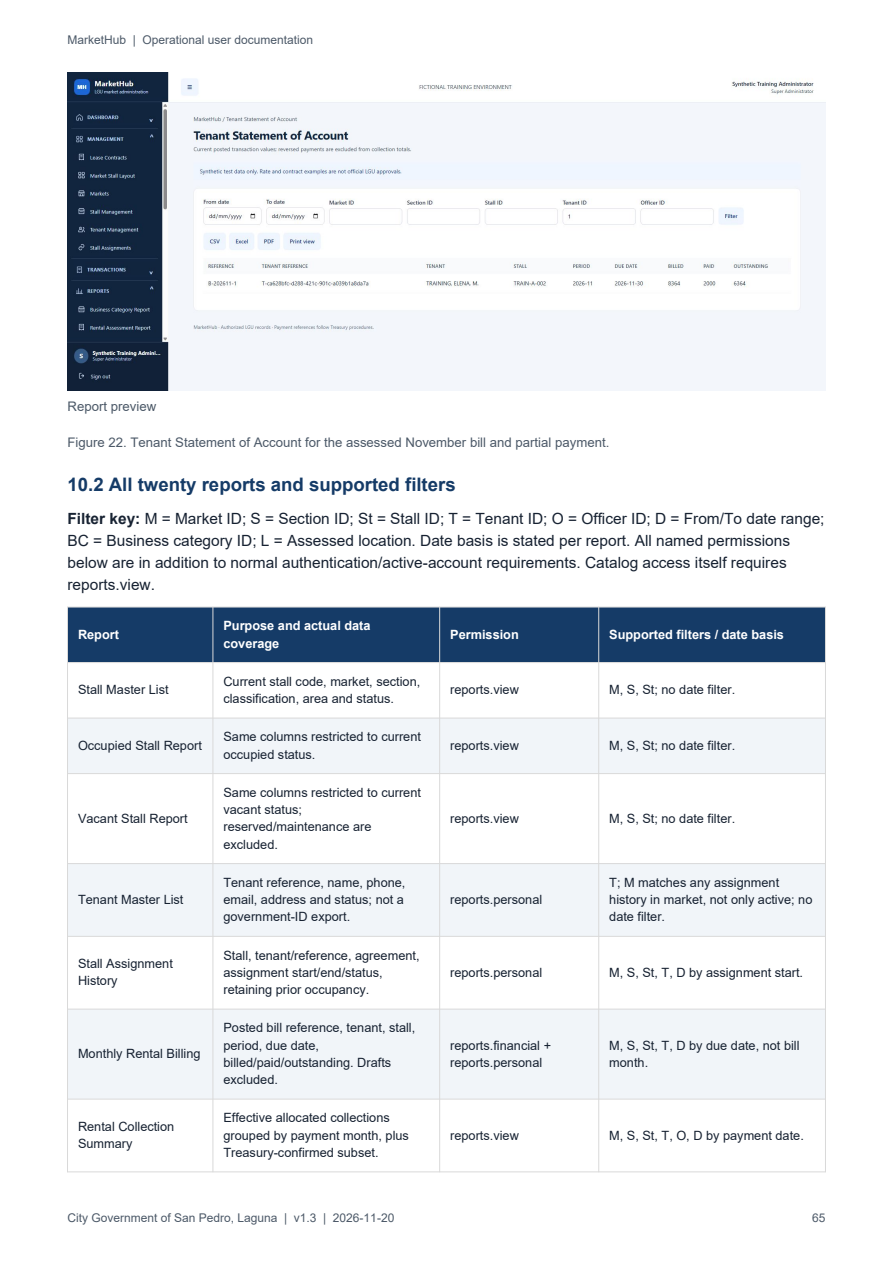 MarketHub | Operational user documentation
MH
MarketHub
LGU market administration
≡
FICTIONAL TRAINING ENVIRONMENT
Synthetic Training Administrator
Super Administrator
DASHBOARD
MANAGEMENT
Lease Contracts
Market Stall Layout
Markets
Stall Management
Tenant Management
Stall Assignments
TRANSACTIONS
REPORTS
Business Category Report
Rental Assessment Report
S
Synthetic Training Admini...
Super Administrator
Sign out
MarketHub / Tenant Statement of Account
Tenant Statement of Account
Current posted transaction values; reversed payments are excluded from collection totals.
Synthetic test data only. Rate and contract examples are not official LGU approvals.
From date To date Market ID Section ID Stall ID Tenant ID Officer ID
dd/mm/yyyy dd/mm/yyyy 1 Filter
CSV Excel PDF Print view
REFERENCE TENANT REFERENCE TENANT STALL PERIOD DUE DATE BILLED PAID OUTSTANDING
B-202611-1 T-ca628bfc-d288-421c-901c-a039b1a8da7a TRAINING, ELENA, M. TRAIN-A-002 2026-11 2026-11-30 8364 2000 6364
MarketHub · Authorized LGU records · Payment references follow Treasury procedures.
Report preview
Figure 22. Tenant Statement of Account for the assessed November bill and partial payment.
10.2 All twenty reports and supported filters
Filter key: M = Market ID; S = Section ID; St = Stall ID; T = Tenant ID; O = Officer ID; D = From/To date range;
BC = Business category ID; L = Assessed location. Date basis is stated per report. All named permissions
below are in addition to normal authentication/active-account requirements. Catalog access itself requires
reports.view.
Report
Purpose and actual data
coverage
Permission
Supported filters / date basis
Stall Master List
Current stall code, market, section,
classification, area and status.
reports.view
M, S, St; no date filter.
Occupied Stall Report
Same columns restricted to current
occupied status.
reports.view
M, S, St; no date filter.
Vacant Stall Report
Same columns restricted to current
vacant status;
reserved/maintenance are
excluded.
reports.view
M, S, St; no date filter.
Tenant Master List
Tenant reference, name, phone,
email, address and status; not a
government-ID export.
reports.personal
T; M matches any assignment
history in market, not only active; no
date filter.
Stall Assignment
History
Stall, tenant/reference, agreement,
assignment start/end/status,
retaining prior occupancy.
reports.personal
M, S, St, T, D by assignment start.
Monthly Rental Billing
Posted bill reference, tenant, stall,
period, due date,
billed/paid/outstanding. Drafts
excluded.
reports.financial +
reports.personal
M, S, St, T, D by due date, not bill
month.
Rental Collection
Summary
Effective allocated collections
grouped by payment month, plus
Treasury-confirmed subset.
reports.view
M, S, St, T, O, D by payment date.
City Government of San Pedro, Laguna | v1.3 | 2026-11-20
65